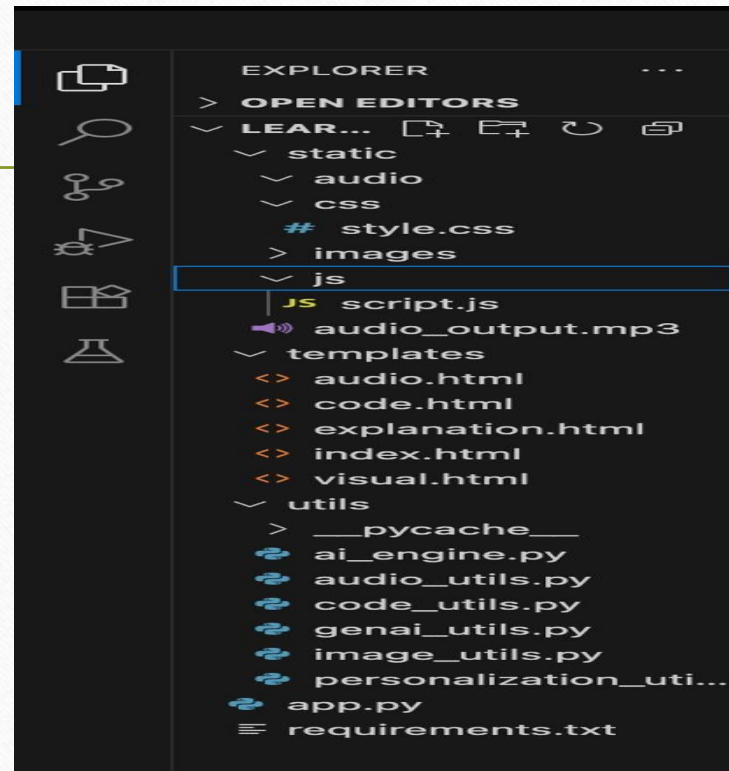 EXPLORER ...
> OPEN EDITORS
LEAR...
static
audio
css
# style.css
> images
js
JS script.js
audio_output.mp3
templates
<> audio.html
<> code.html
<> explanation.html
<> index.html
<> visual.html
utils
> __pycache__
ai_engine.py
audio_utils.py
code_utils.py
genai_utils.py
image_utils.py
personalization_uti...
app.py
requirements.txt